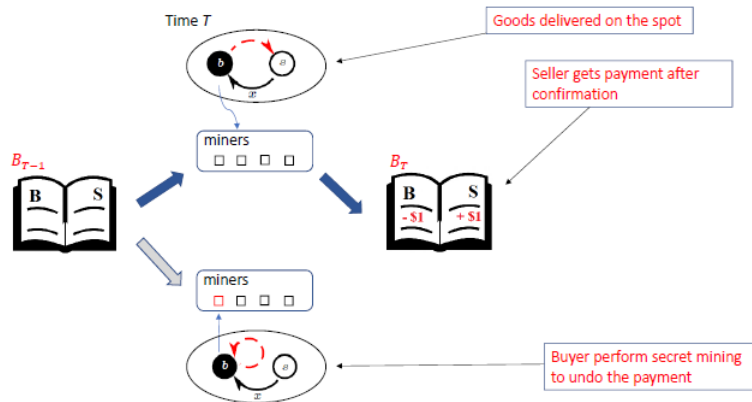 Time T
Goods delivered on the spot
b
s
x
Seller gets payment after
confirmation
miners
B_{T-1}
B_T
B S
B S
- $1 + $1
miners
b
s
x
Buyer perform secret mining
to undo the payment